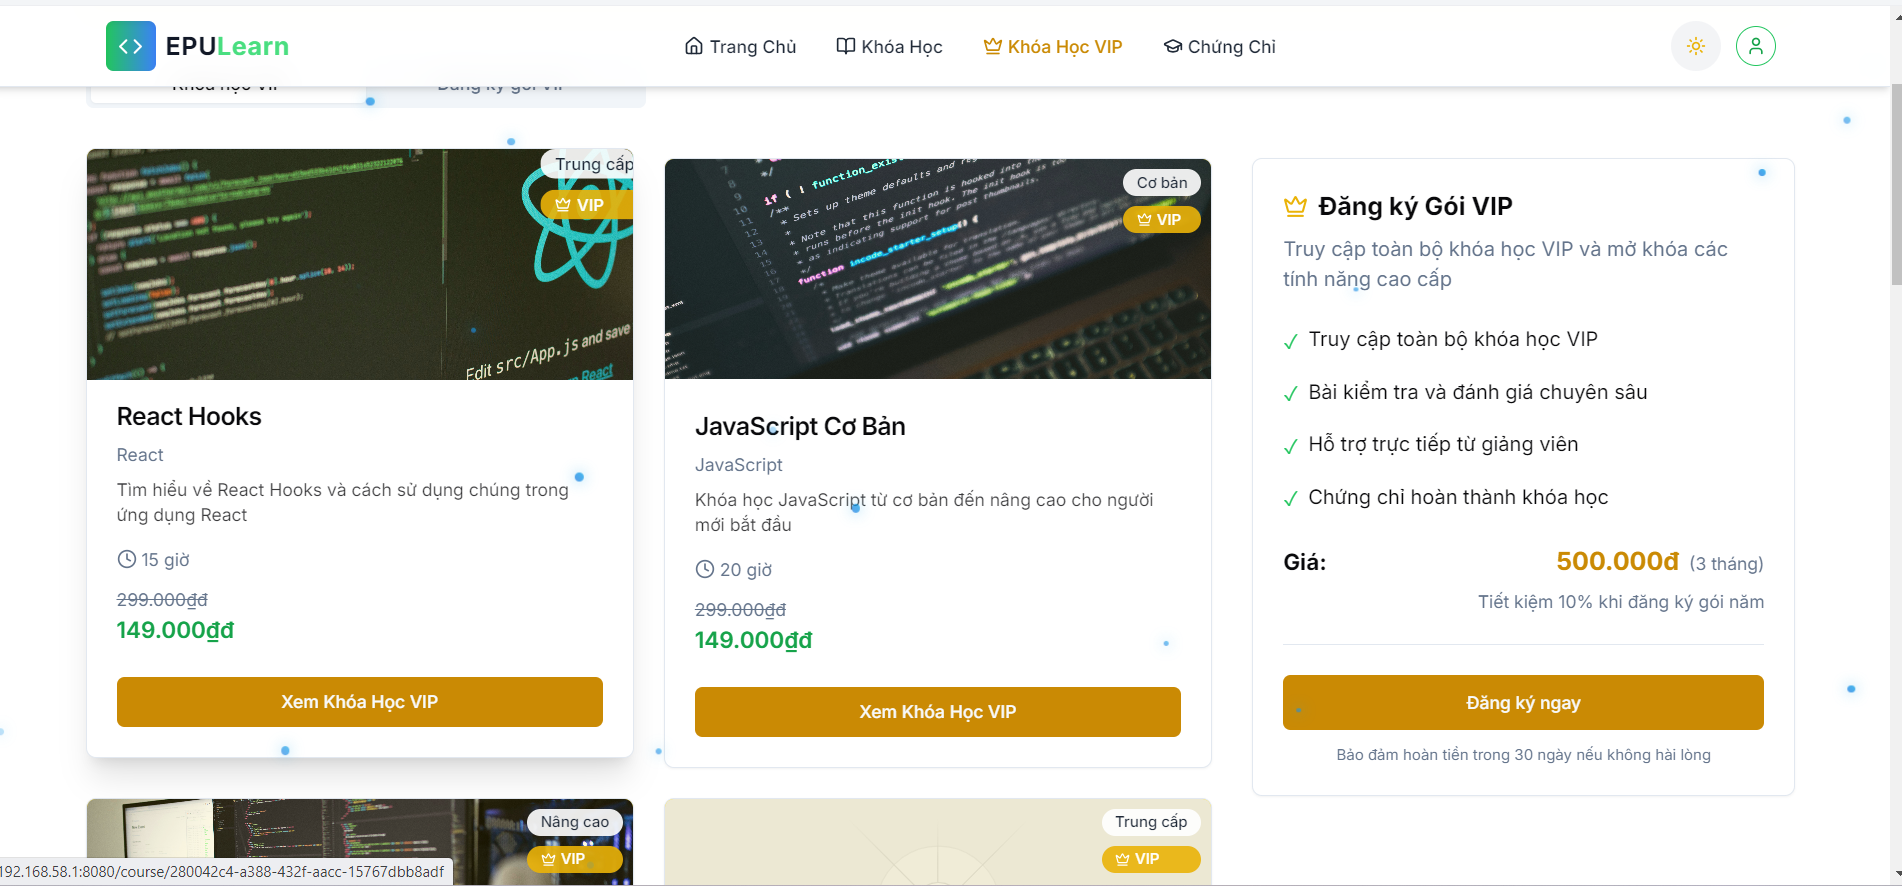 EPULearn
Trang Chủ
Khóa Học
Khóa Học VIP
Chứng Chỉ
Khóa học VIP
Đăng ký gói VIP
Trung cấp
VIP
Edit src/App.js and save
React
React Hooks
React
Tìm hiểu về React Hooks và cách sử dụng chúng trong
ứng dụng React
15 giờ
299.000₫đ
149.000₫đ
Xem Khóa Học VIP
Cơ bản
VIP
JavaScript Cơ Bản
JavaScript
Khóa học JavaScript từ cơ bản đến nâng cao cho người
mới bắt đầu
20 giờ
299.000₫đ
149.000₫đ
Xem Khóa Học VIP
Đăng ký Gói VIP
Truy cập toàn bộ khóa học VIP và mở khóa các
tính năng cao cấp
Truy cập toàn bộ khóa học VIP
Bài kiểm tra và đánh giá chuyên sâu
Hỗ trợ trực tiếp từ giảng viên
Chứng chỉ hoàn thành khóa học
Giá:
500.000đ (3 tháng)
Tiết kiệm 10% khi đăng ký gói năm
Đăng ký ngay
Bảo đảm hoàn tiền trong 30 ngày nếu không hài lòng
Nâng cao
VIP
Trung cấp
VIP
192.168.58.1:8080/course/280042c4-a388-432f-aacc-15767dbb8adf